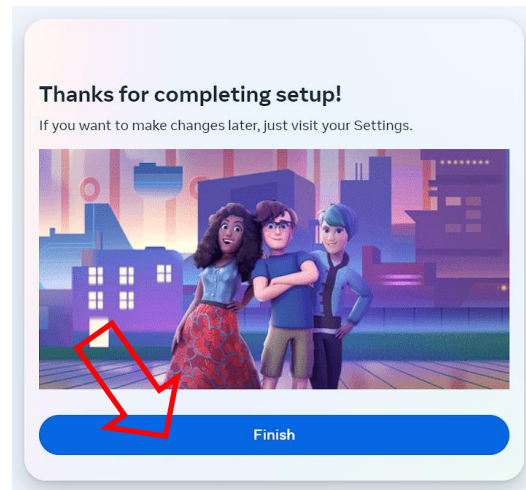 Thanks for completing setup!
If you want to make changes later, just visit your Settings.
Finish